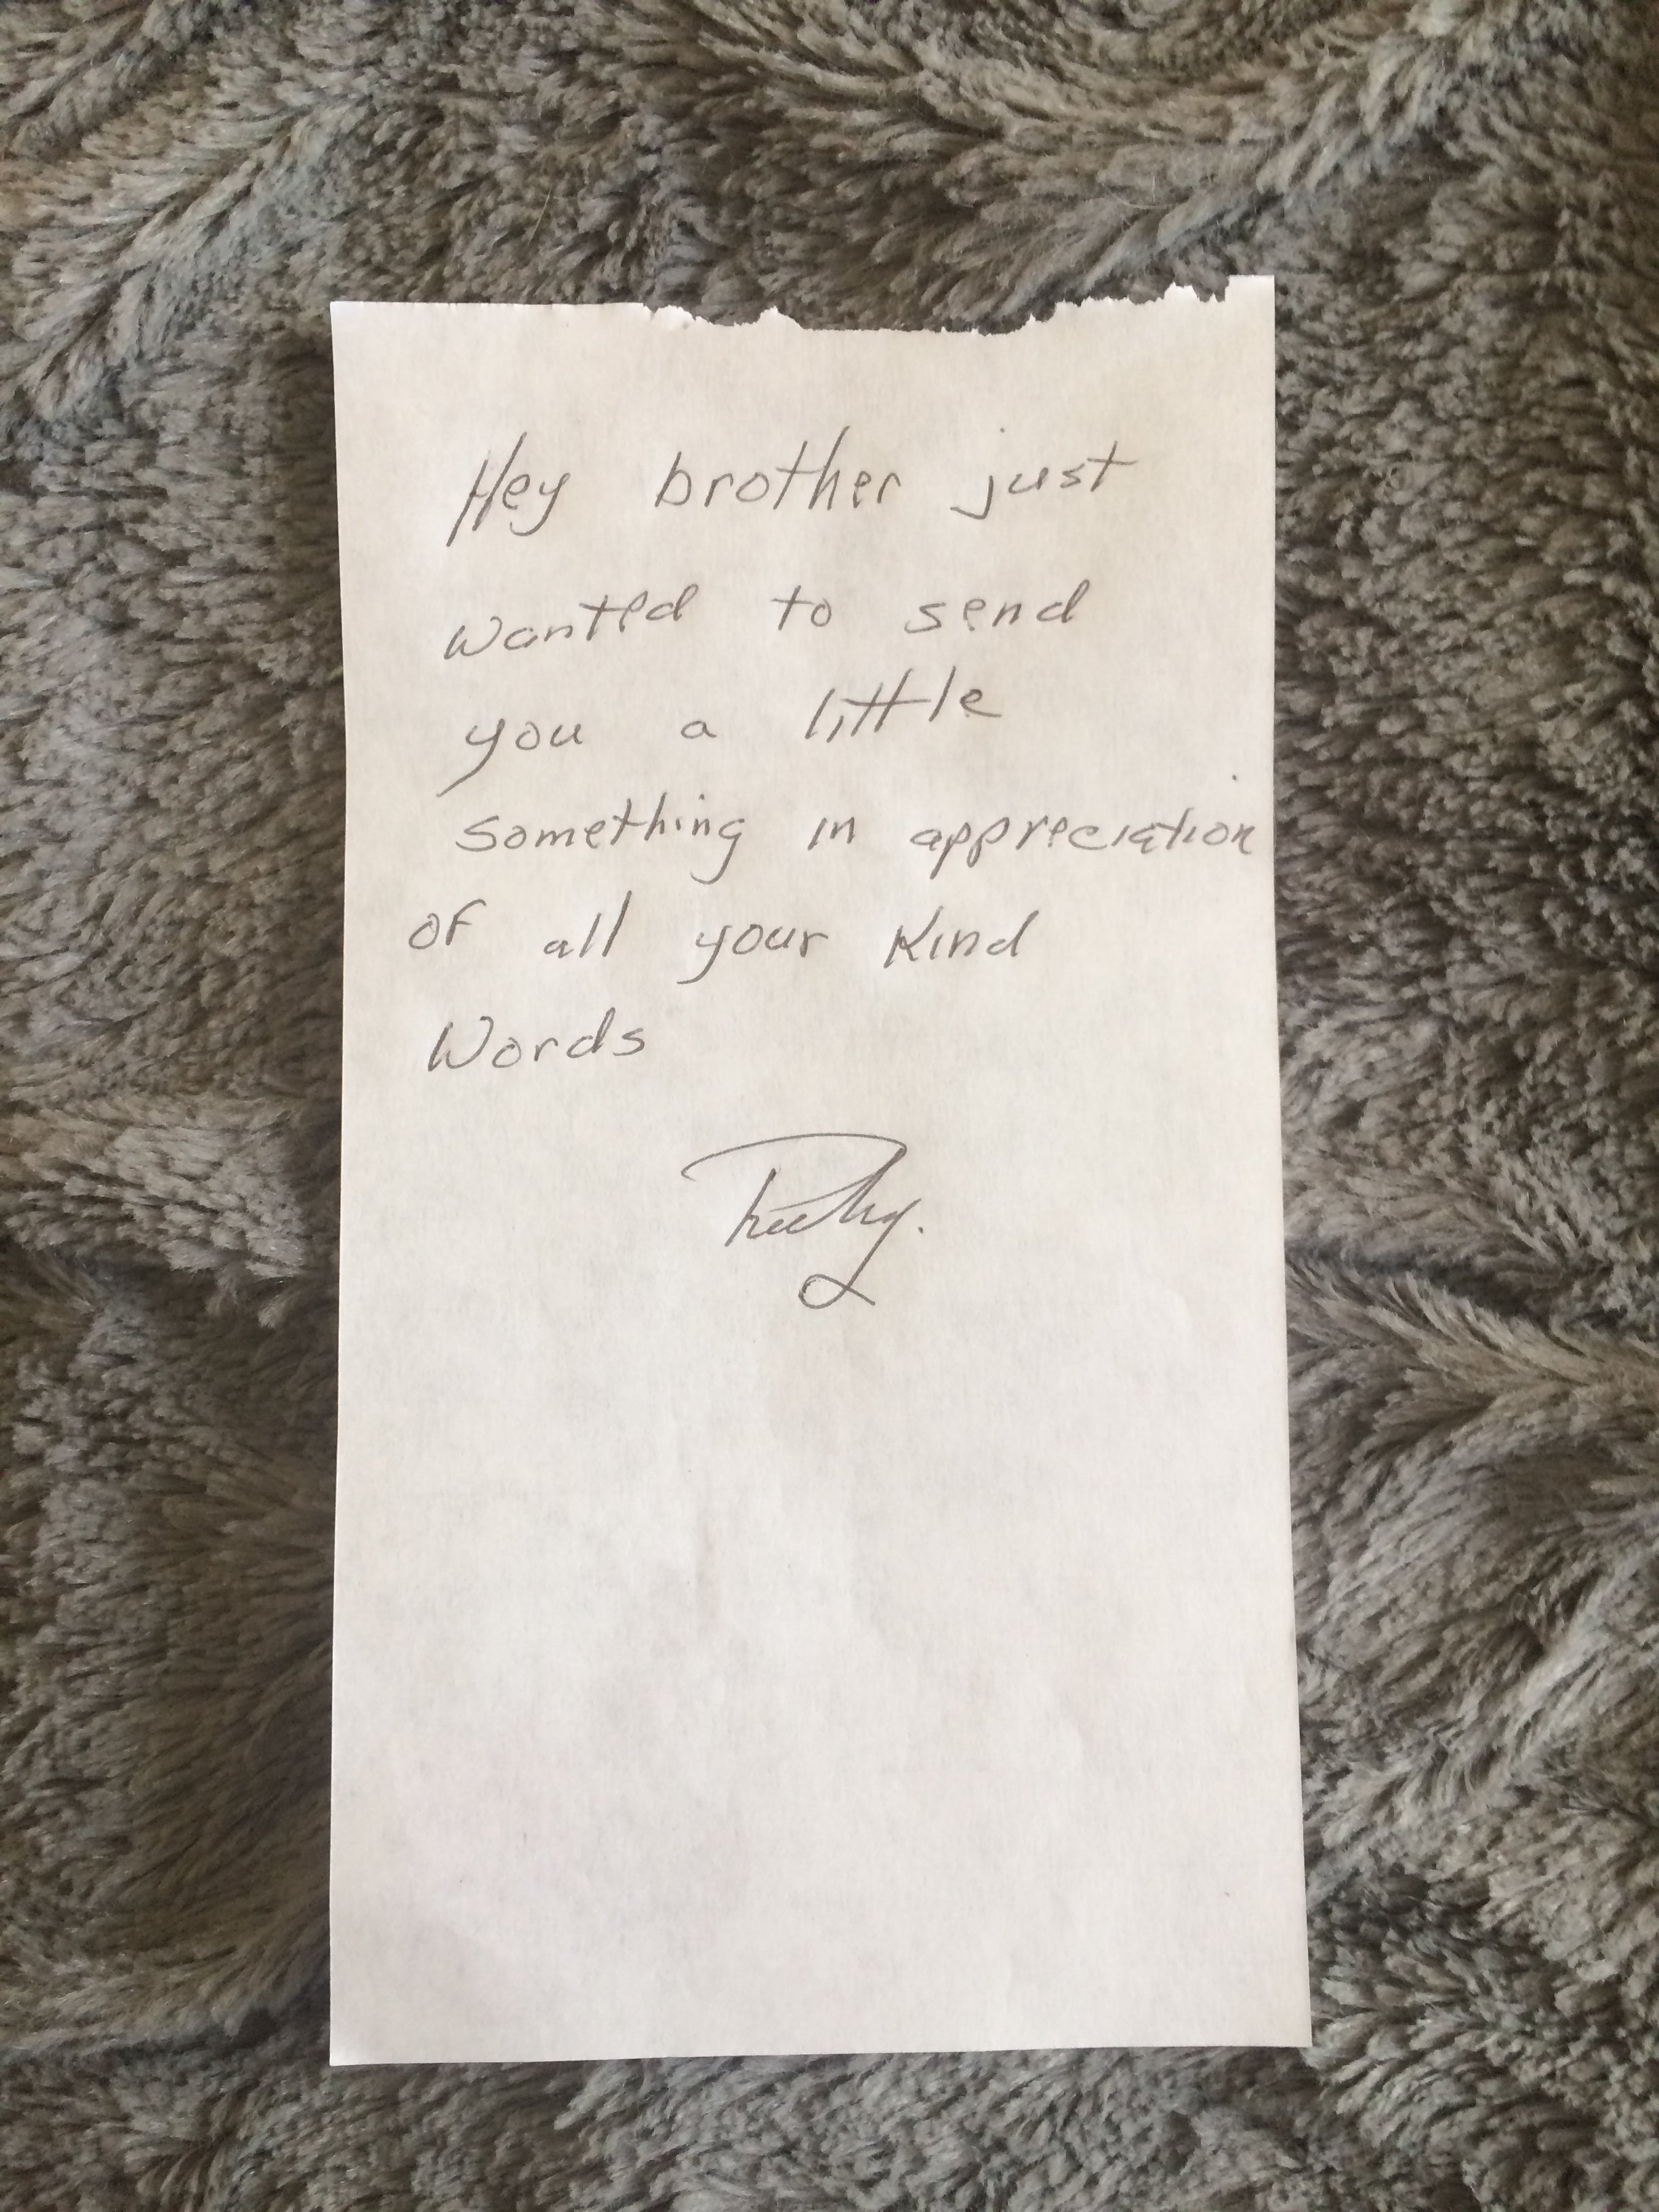 Hey brother just
wanted to send
you a little
something in appreciation
of all your kind
Words